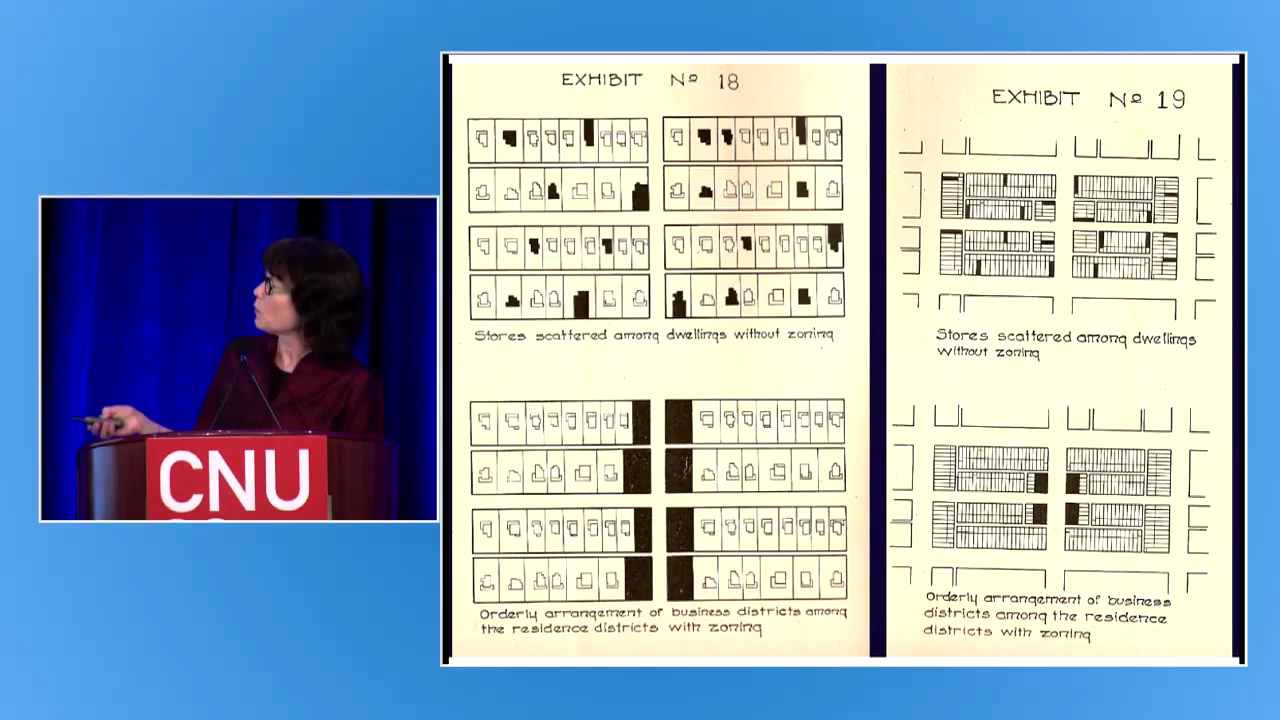 CNU
EXHIBIT Nº 18
Stores scattered among dwellings without zoning
Orderly arrangement of business districts among
the residence districts with zoning
EXHIBIT Nº 19
Stores scattered among dwellings
without zoning
Orderly arrangement of business
districts among the residence
districts with zoning